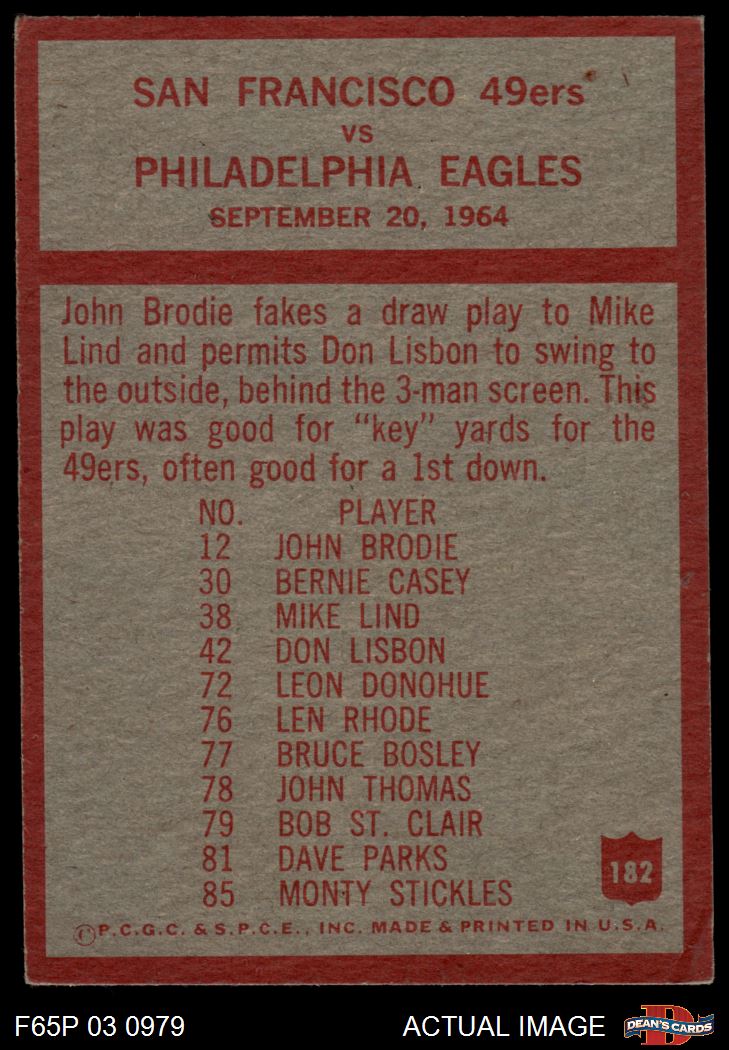 SAN FRANCISCO 49ers
VS
PHILADELPHIA EAGLES
SEPTEMBER 20, 1964
John Brodie fakes a draw play to Mike
Lind and permits Don Lisbon to swing to
the outside, behind the 3-man screen. This
play was good for "key" yards for the
49ers, often good for a 1st down.
NO. PLAYER
12 JOHN BRODIE
30 BERNIE CASEY
38 MIKE LIND
42 DON LISBON
72 LEON DONOHUE
76 LEN RHODE
77 BRUCE BOSLEY
78 JOHN THOMAS
79 BOB ST. CLAIR
81 DAVE PARKS
85 MONTY STICKLES
182
©P.C.G.C. & S.P.C.E., INC. MADE & PRINTED IN U.S.A.
F65P 03 0979 ACTUAL IMAGE D DEAN'S CARDS